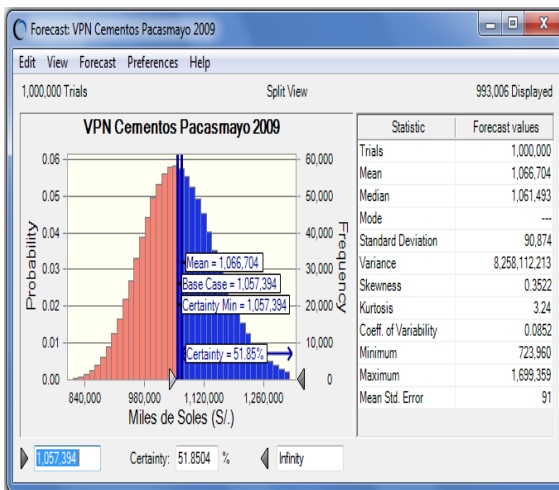 Forecast: VPN Cementos Pacasmayo 2009
Edit View Forecast Preferences Help
1,000,000 Trials Split View 993,006 Displayed
VPN Cementos Pacasmayo 2009
Probability
0.06
0.05
0.04
0.03
0.02
0.01
0.00
60,000
50,000
40,000
30,000
20,000
10,000
0
Frequency
Mean = 1,066,704
Base Case = 1,057,394
Certainty Min = 1,057,394
Certainty = 51.85%
840,000 980,000 1,120,000 1,260,000
Miles de Soles (S/.)
Statistic Forecast values
Trials 1,000,000
Mean 1,066,704
Median 1,061,493
Mode ---
Standard Deviation 90,874
Variance 8,258,112,213
Skewness 0.3522
Kurtosis 3.24
Coeff. of Variability 0.0852
Minimum 723,960
Maximum 1,699,359
Mean Std. Error 91
1,057,394 Certainty: 51.8504 % Infinity